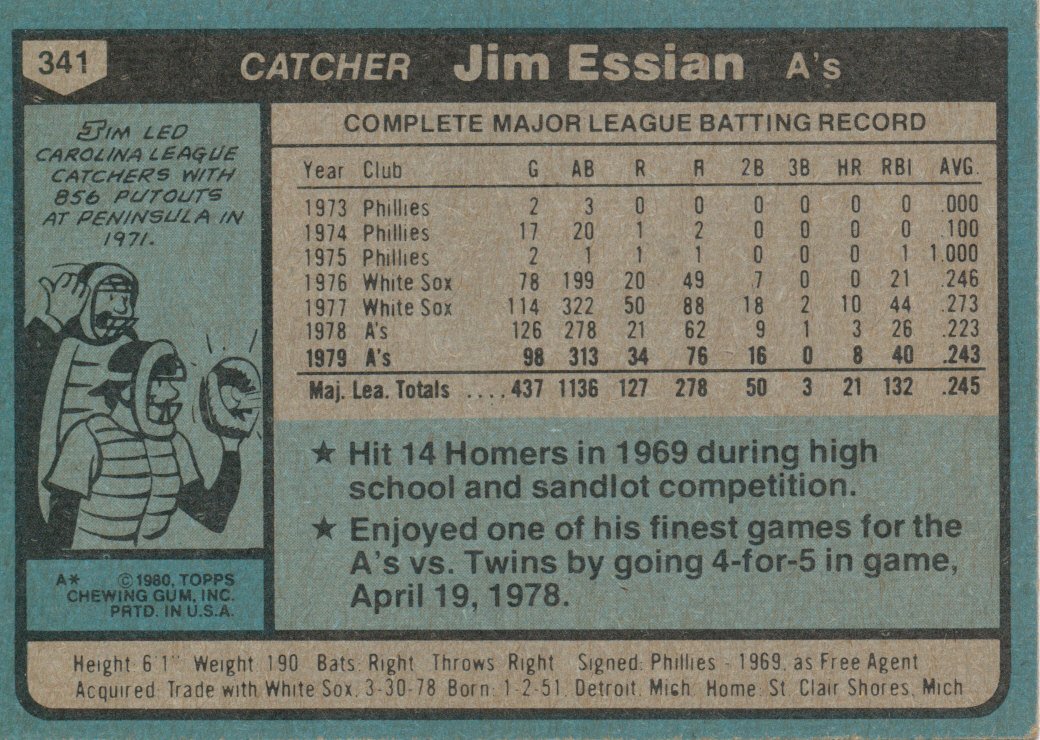 341 CATCHER Jim Essian A's
JIM LED
CAROLINA LEAGUE
CATCHERS WITH
856 PUTOUTS
AT PENINSULA IN
1971.
COMPLETE MAJOR LEAGUE BATTING RECORD
Year Club G AB R H 2B 3B HR RBI AVG.
1973 Phillies 2 3 0 0 0 0 0 0 .000
1974 Phillies 17 20 1 2 0 0 0 0 .100
1975 Phillies 2 1 1 1 0 0 0 1 1.000
1976 White Sox 78 199 20 49 7 0 0 21 .246
1977 White Sox 114 322 50 88 18 2 10 44 .273
1978 A's 126 278 21 62 9 1 3 26 .223
1979 A's 98 313 34 76 16 0 8 40 .243
Maj. Lea. Totals ....437 1136 127 278 50 3 21 132 .245
★ Hit 14 Homers in 1969 during high
school and sandlot competition.
★ Enjoyed one of his finest games for the
A's vs. Twins by going 4-for-5 in game,
April 19, 1978.
A* © 1980, TOPPS
CHEWING GUM, INC.
PRTD. IN U.S.A.
Height: 6'1" Weight: 190 Bats: Right Throws: Right Signed: Phillies - 1969, as Free Agent
Acquired: Trade with White Sox, 3-30-78 Born: 1-2-51, Detroit, Mich. Home: St. Clair Shores, Mich